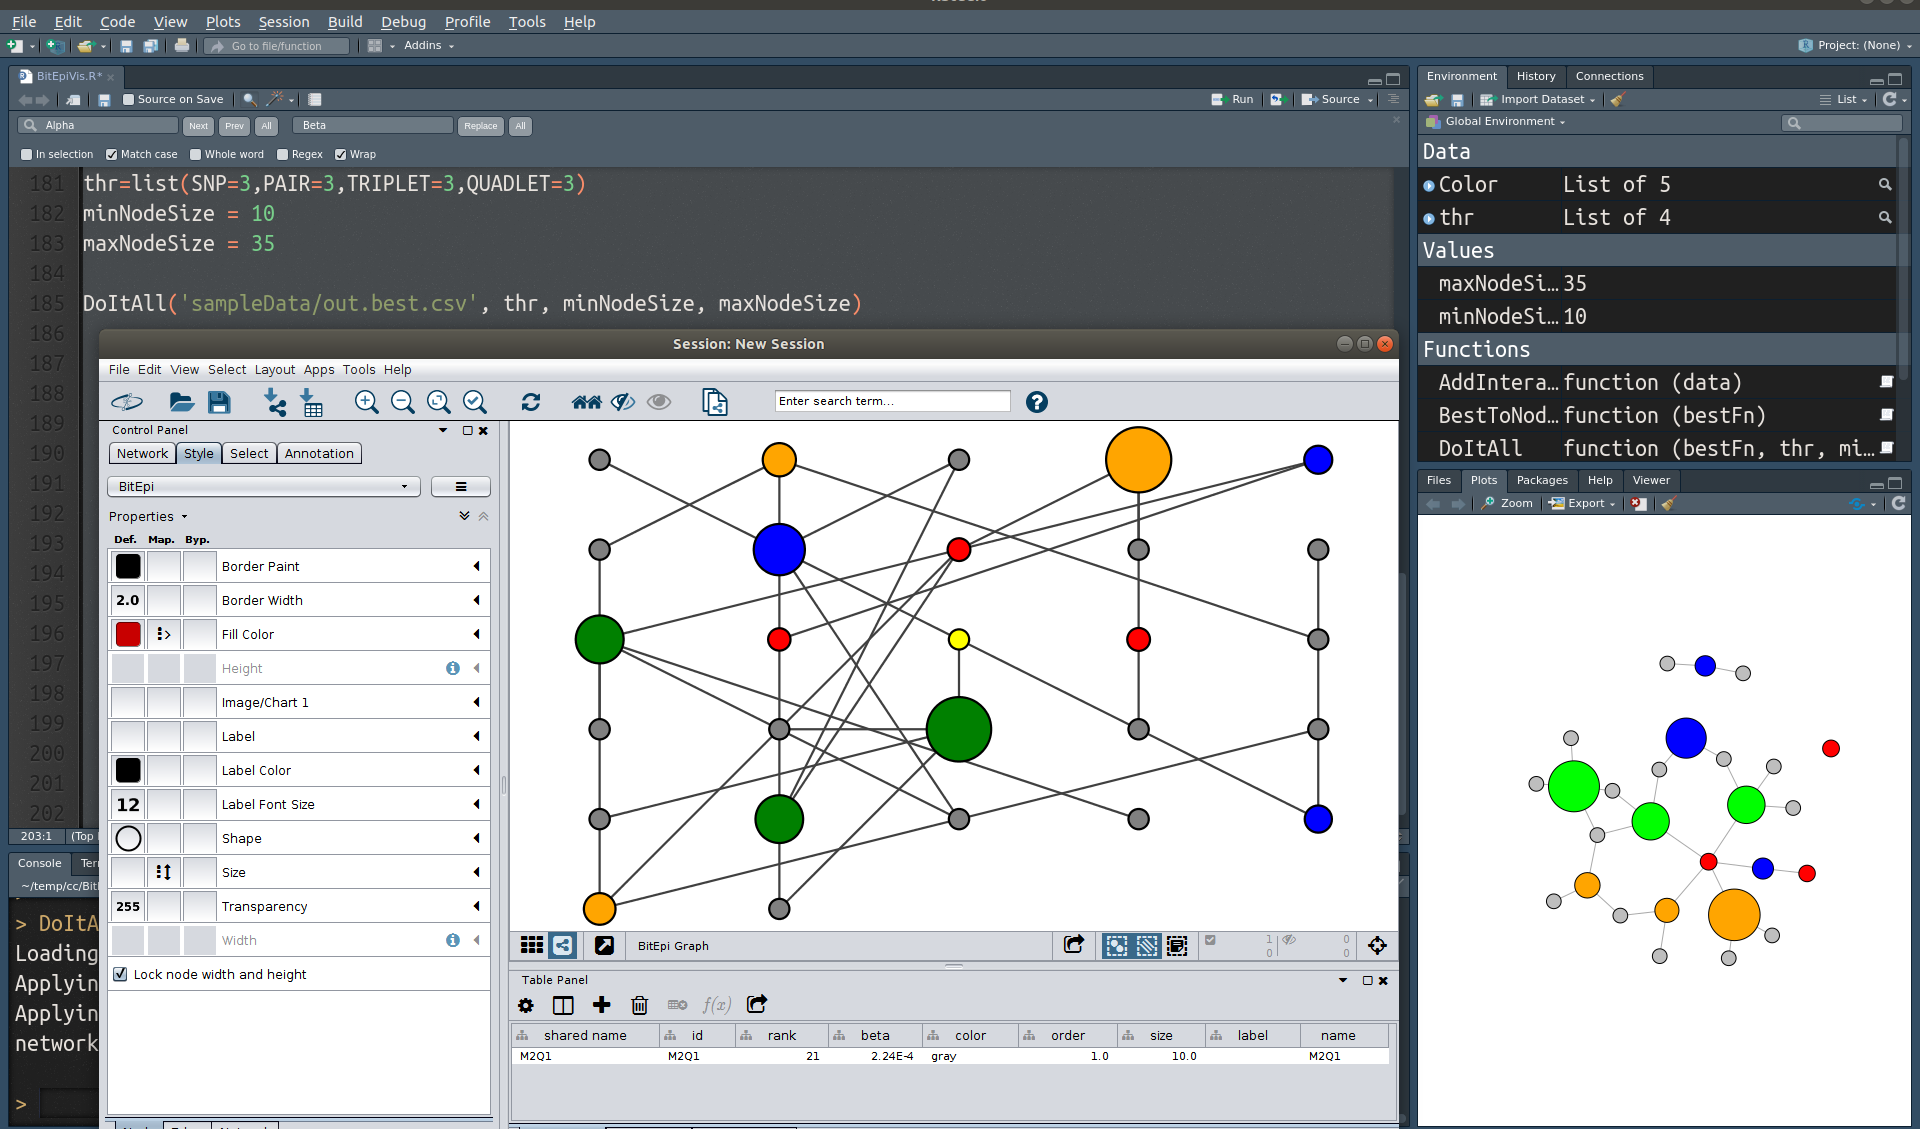 File Edit Code View Plots Session Build Debug Profile Tools Help
Go to file/function Addins Project: (None)
BitEpiVis.R*
Source on Save Run Source
Alpha Next Prev All Beta Replace All
In selection Match case Whole word Regex Wrap
181 thr=list(SNP=3,PAIR=3,TRIPLET=3,QUADLET=3)
182 minNodeSize = 10
183 maxNodeSize = 35
184
185 DoItAll('sampleData/out.best.csv', thr, minNodeSize, maxNodeSize)
186
187
188
189
190
191
192
193
194
195
196
197
198
199
200
201
202
203:1 (Top
Console Ter
~/temp/cc/BitE
> DoItA
Loading
Applyin
Applyin
network
>
Session: New Session
File Edit View Select Layout Apps Tools Help
Enter search term...
Control Panel
Network Style Select Annotation
BitEpi
Properties
Def. Map. Byp.
Border Paint
2.0 Border Width
Fill Color
Height
Image/Chart 1
Label
Label Color
12 Label Font Size
Shape
Size
255 Transparency
Width
Lock node width and height
BitEpi Graph 1 0 0 0
Table Panel
f(x)
shared name id rank beta color order size label name
M2Q1 M2Q1 21 2.24E-4 gray 1.0 10.0 M2Q1
Environment History Connections
Import Dataset List
Global Environment
Data
Color List of 5
thr List of 4
Values
maxNodeSi… 35
minNodeSi… 10
Functions
AddIntera… function (data)
BestToNod… function (bestFn)
DoItAll function (bestFn, thr, mi…
Files Plots Packages Help Viewer
Zoom Export